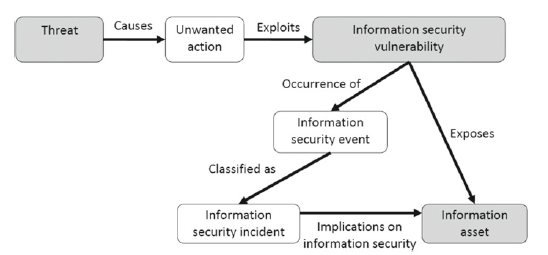 Threat
Causes
Unwanted
action
Exploits
Information security
vulnerability
Occurrence of
Information
security event
Exposes
Classified as
Information
security incident
Implications on
information security
Information
asset